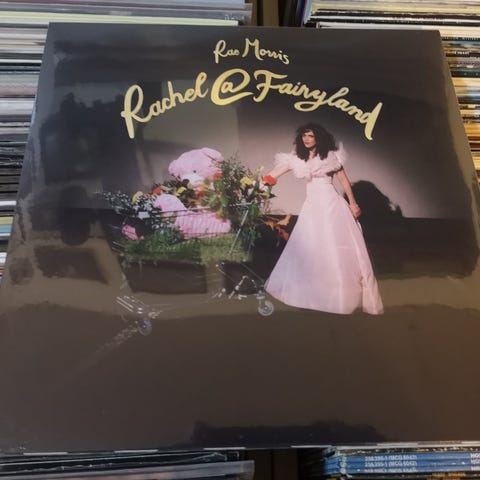 Rae Morris
Rachel @ Fairyland